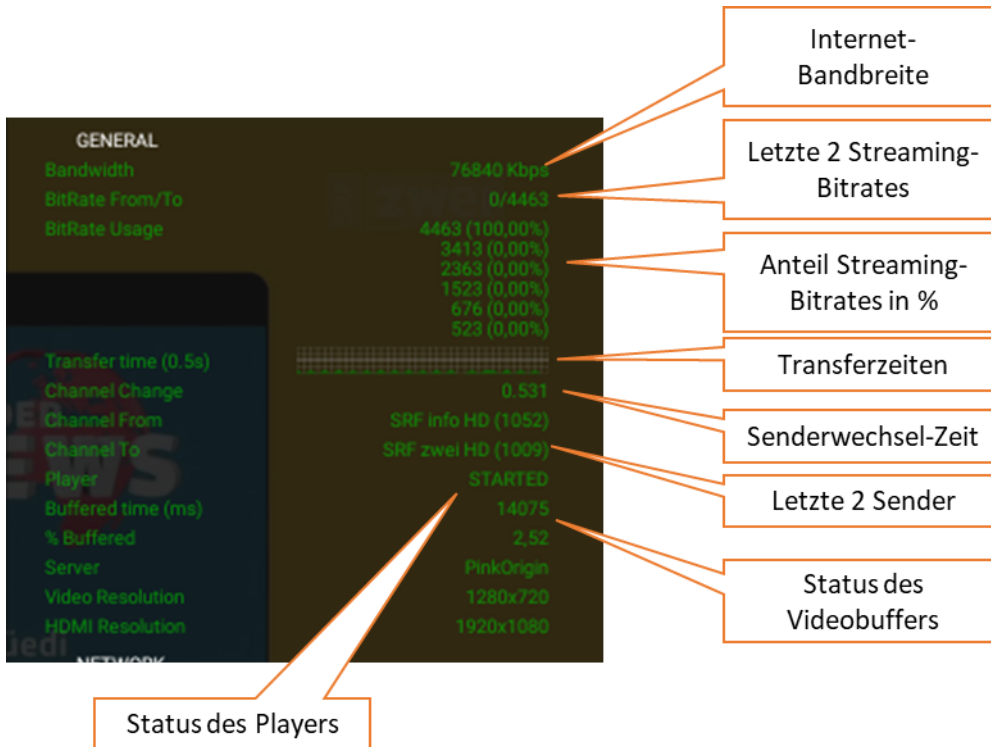 Internet-
Bandbreite
GENERAL
Bandwidth 76840 Kbps
Letzte 2 Streaming-
Bitrates
BitRate From/To 0/4463
BitRate Usage 4463 (100,00%)
3413 (0,00%)
2363 (0,00%)
1523 (0,00%)
676 (0,00%)
523 (0,00%)
Anteil Streaming-
Bitrates in %
Transfer time (0.5s)
Transferzeiten
Channel Change 0.531
Senderwechsel-Zeit
Channel From SRF info HD (1052)
Channel To SRF zwei HD (1009)
Letzte 2 Sender
Player STARTED
Buffered time (ms) 14075
% Buffered 2,52
Status des
Videobuffers
Server PinkOrigin
Video Resolution 1280x720
HDMI Resolution 1920x1080
NETWORK
Status des Players
zwei
DER
NEWS
üedi